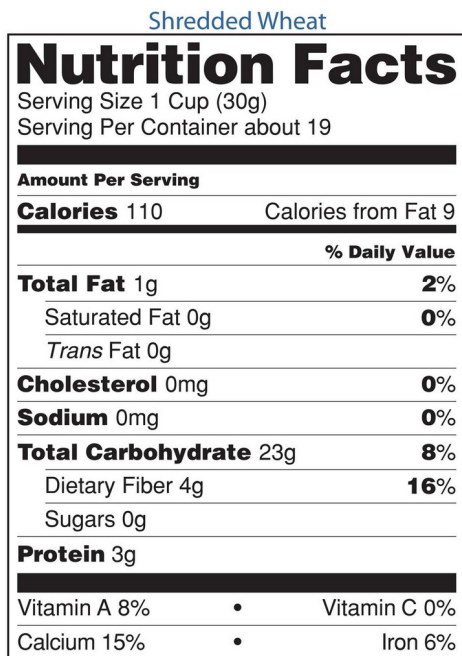 Shredded Wheat
Nutrition Facts
Serving Size 1 Cup (30g)
Serving Per Container about 19
Amount Per Serving
Calories 110 Calories from Fat 9
% Daily Value
Total Fat 1g 2%
Saturated Fat 0g 0%
Trans Fat 0g
Cholesterol 0mg 0%
Sodium 0mg 0%
Total Carbohydrate 23g 8%
Dietary Fiber 4g 16%
Sugars 0g
Protein 3g
Vitamin A 8% • Vitamin C 0%
Calcium 15% • Iron 6%